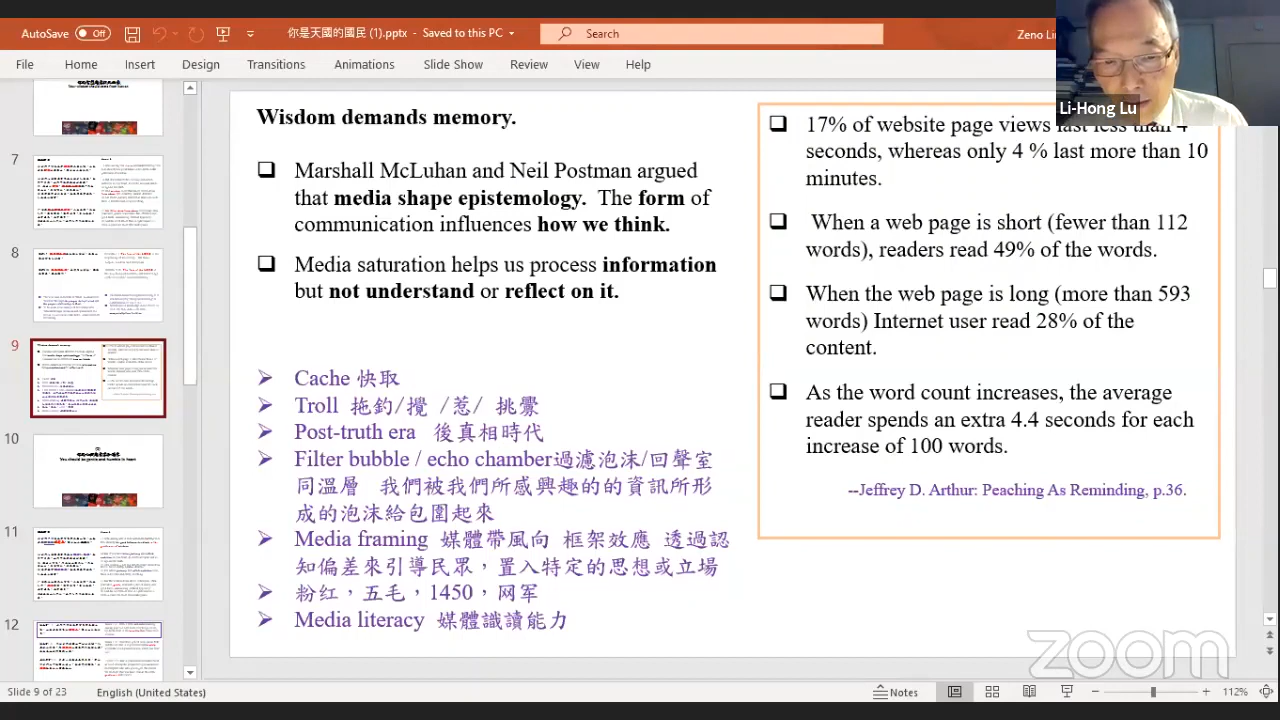 AutoSave
Off
你是天國的國民 (1).pptx - Saved to this PC
Search
Zeno Li
File
Home
Insert
Design
Transitions
Animations
Slide Show
Review
View
Help
Li-Hong Lu
7
8
9
10
11
12
Wisdom demands memory.
Marshall McLuhan and Neil Postman argued
that media shape epistemology. The form of
communication influences how we think.
Media saturation helps us process information
but not understand or reflect on it.
Cache 快取
Troll 拖釣/攪 /惹/ 挑釁
Post-truth era 後真相時代
Filter bubble / echo chamber過濾泡沫/回聲室
同溫層 我們被我們所感興趣的的資訊所形
成的泡沫給包圍起來
Media framing 媒體帶風向 框架效應 透過認
知偏差來引導民眾，置入特定的思想或立場
粉紅，五毛，1450，网军
Media literacy 媒體識讀能力
17% of website page views last less than 4
seconds, whereas only 4 % last more than 10
minutes.
When a web page is short (fewer than 112
words), readers read 49% of the words.
When the web page is long (more than 593
words) Internet user read 28% of the
content.
As the wordcount increases, the average
reader spends an extra 4.4 seconds for each
increase of 100 words.
--Jeffrey D. Arthur: Peaching As Reminding, p.36.
zoom
Slide 9 of 23
English (United States)
Notes
112%